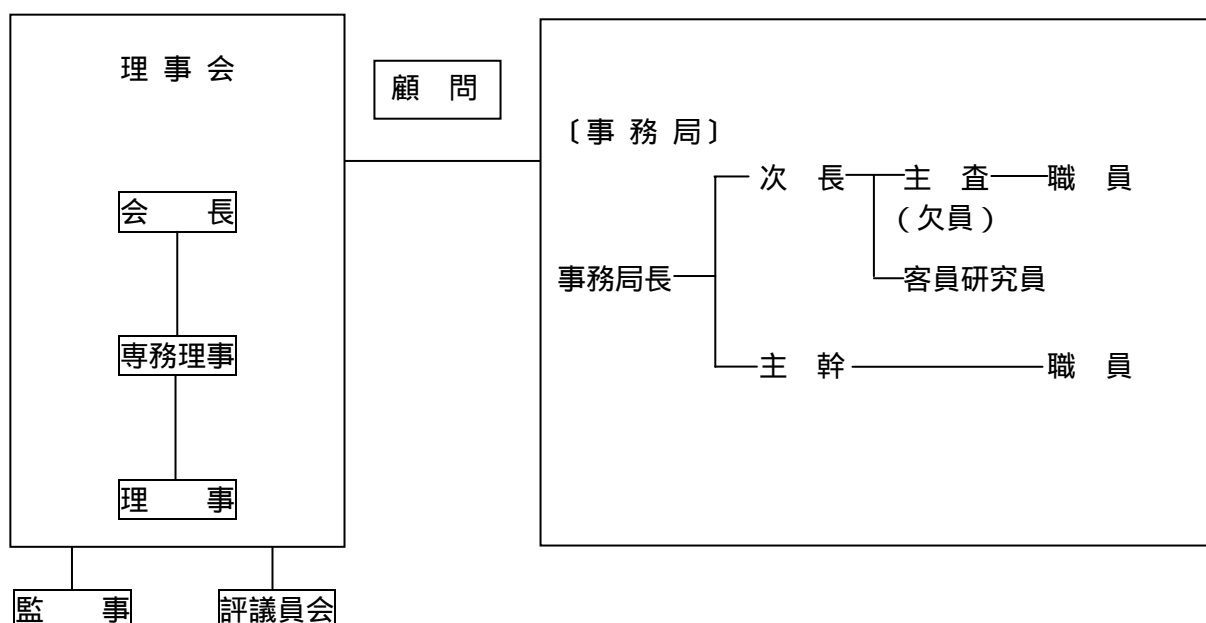 理 事 会
顧 問
会 長
専務理事
理 事
監 事
評議員会
〔事 務 局〕
次 長 主 査 職 員
(欠員)
事務局長
客員研究員
主 幹 職 員